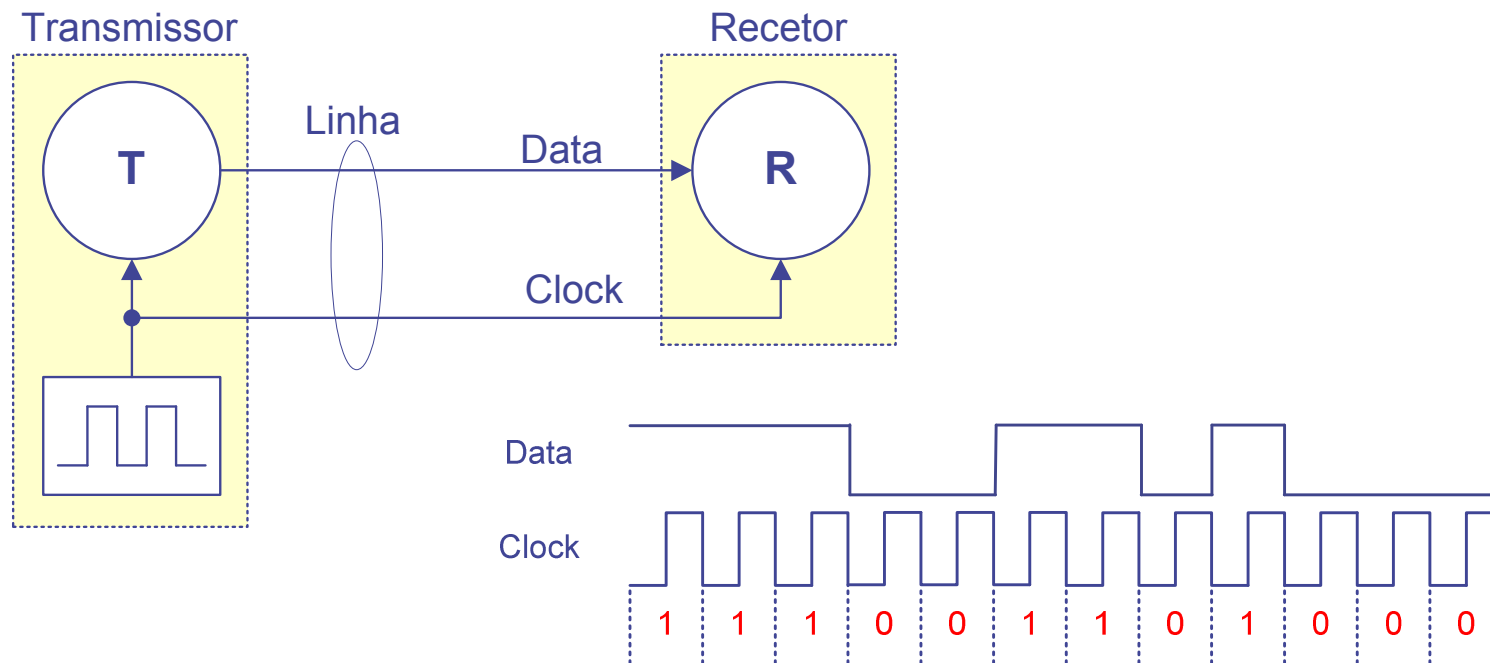 Transmissor
Recetor
Linha
Data
T
R
Clock
Data
Clock
1 1 1 0 0 1 1 0 1 0 0 0